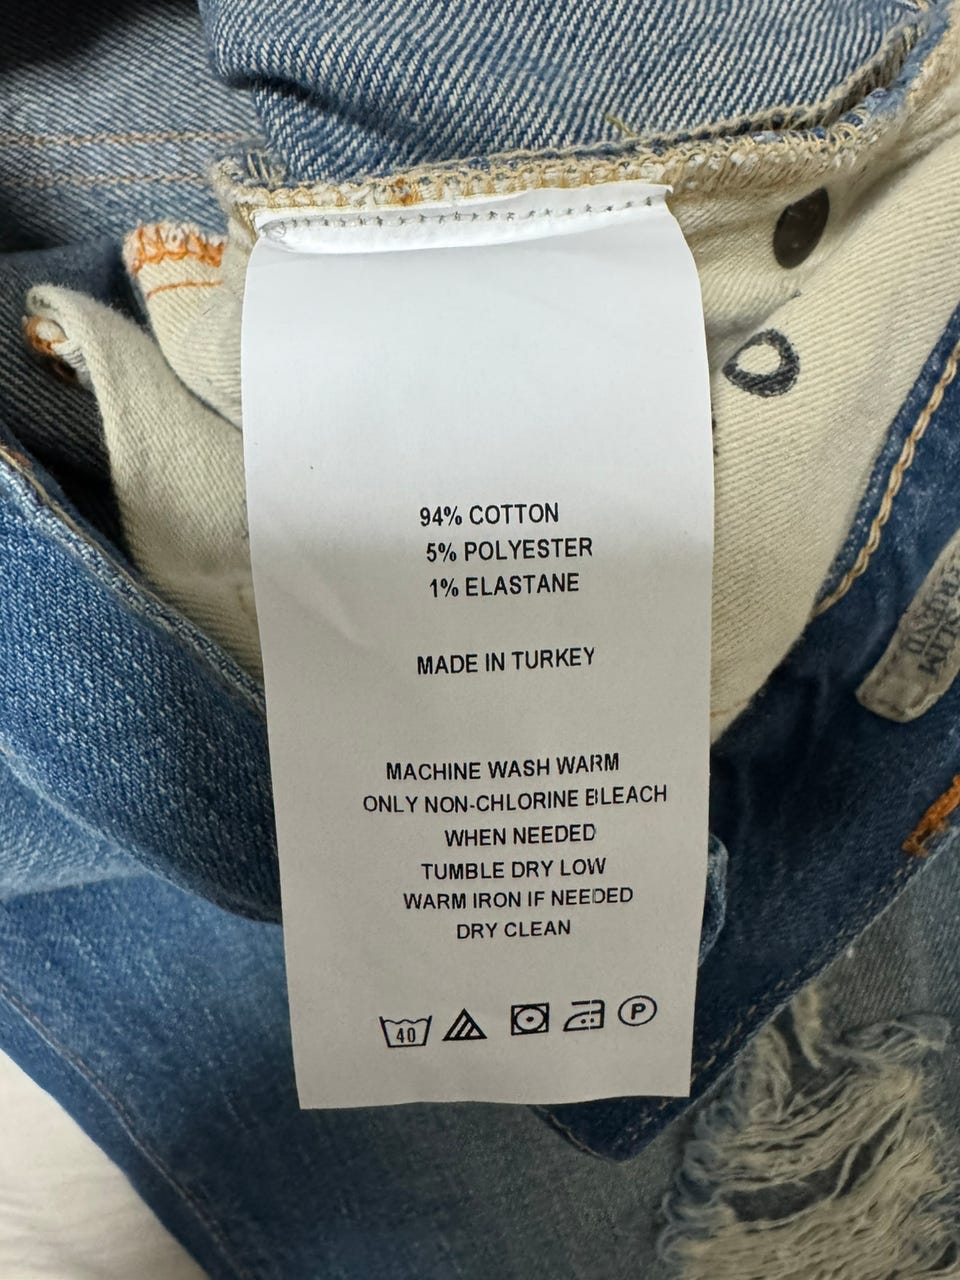 94% COTTON
5% POLYESTER
1% ELASTANE
MADE IN TURKEY
MACHINE WASH WARM
ONLY NON-CHLORINE BLEACH
WHEN NEEDED
TUMBLE DRY LOW
WARM IRON IF NEEDED
DRY CLEAN
40
P
SLIM